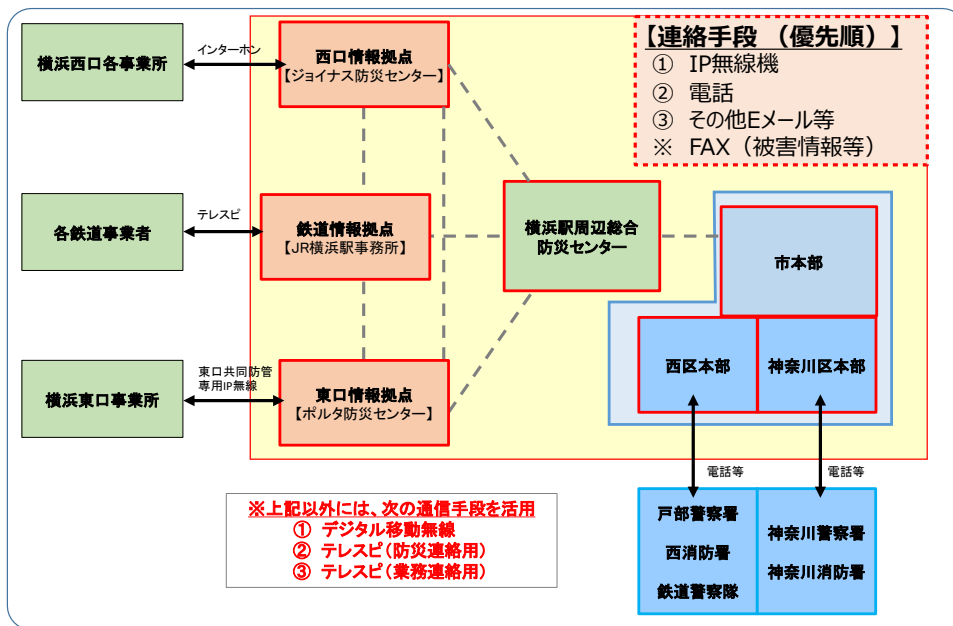 横浜西口各事業所
インターホン
西口情報拠点
【ジョイナス防災センター】
【連絡手段 (優先順)】
① IP無線機
② 電話
③ その他Eメール等
※ FAX(被害情報等)
各鉄道事業者
テレスピ
鉄道情報拠点
【JR横浜駅事務所】
横浜駅周辺総合
防災センター
市本部
西区本部
神奈川区本部
横浜東口事業所
東口共同防管
専用IP無線
東口情報拠点
【ポルタ防災センター】
電話等
電話等
※上記以外には、次の通信手段を活用
① デジタル移動無線
② テレスピ(防災連絡用)
③ テレスピ(業務連絡用)
戸部警察署
西消防署
鉄道警察隊
神奈川警察署
神奈川消防署